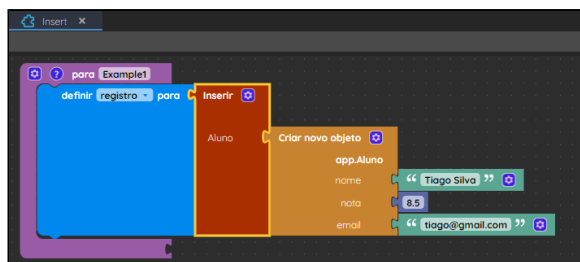 Insert ×
? para Example1
definir registro para Inserir
Aluno Criar novo objeto
app.Aluno
nome “ Tiago Silva ”
nota 8.5
email “ tiago@gmail.com ”